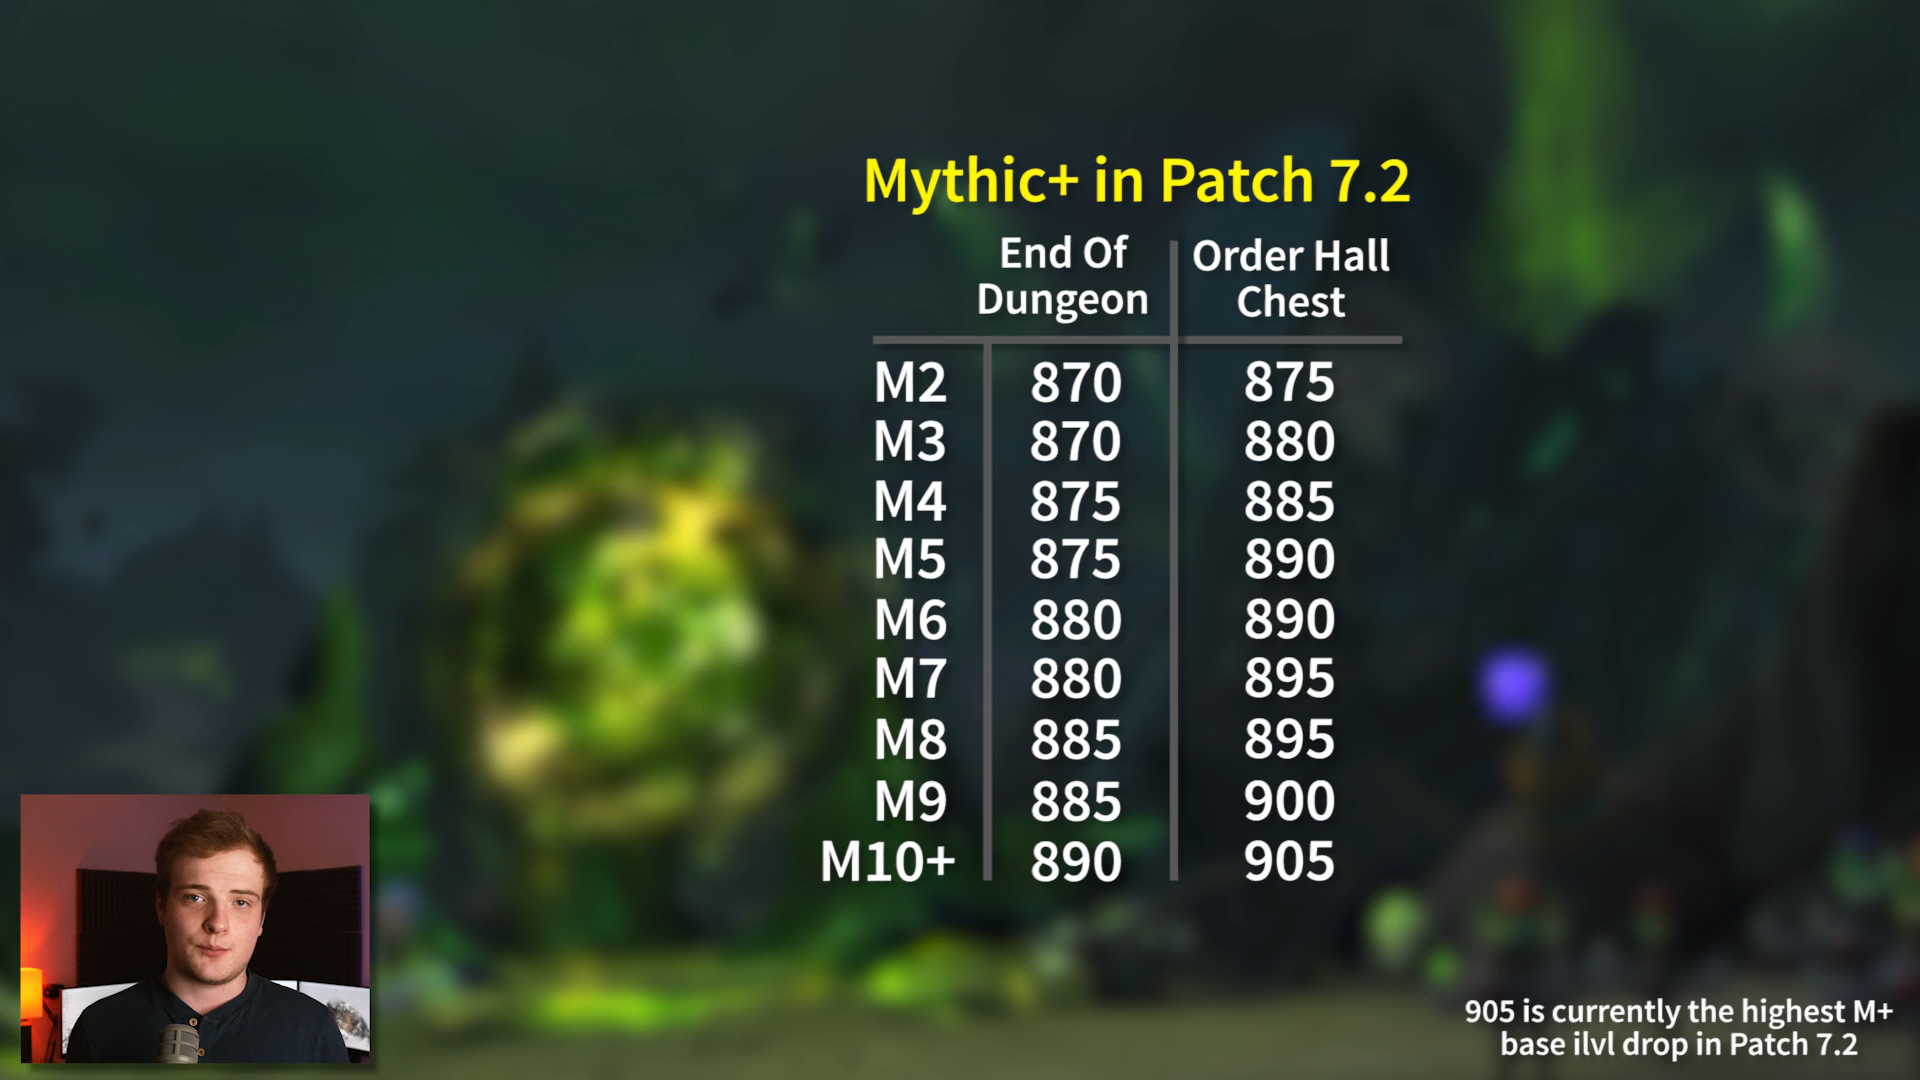 Mythic+ in Patch 7.2
End Of Dungeon Order Hall Chest
M2 870 875
M3 870 880
M4 875 885
M5 875 890
M6 880 890
M7 880 895
M8 885 895
M9 885 900
M10+ 890 905
905 is currently the highest M+
base ilvl drop in Patch 7.2